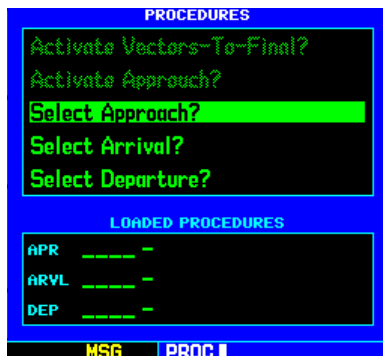 PROCEDURES
Activate Vectors-To-Final?
Activate Approach?
Select Approach?
Select Arrival?
Select Departure?
LOADED PROCEDURES
APR ____ -
ARVL ____ -
DEP ____ -
MSG PROC